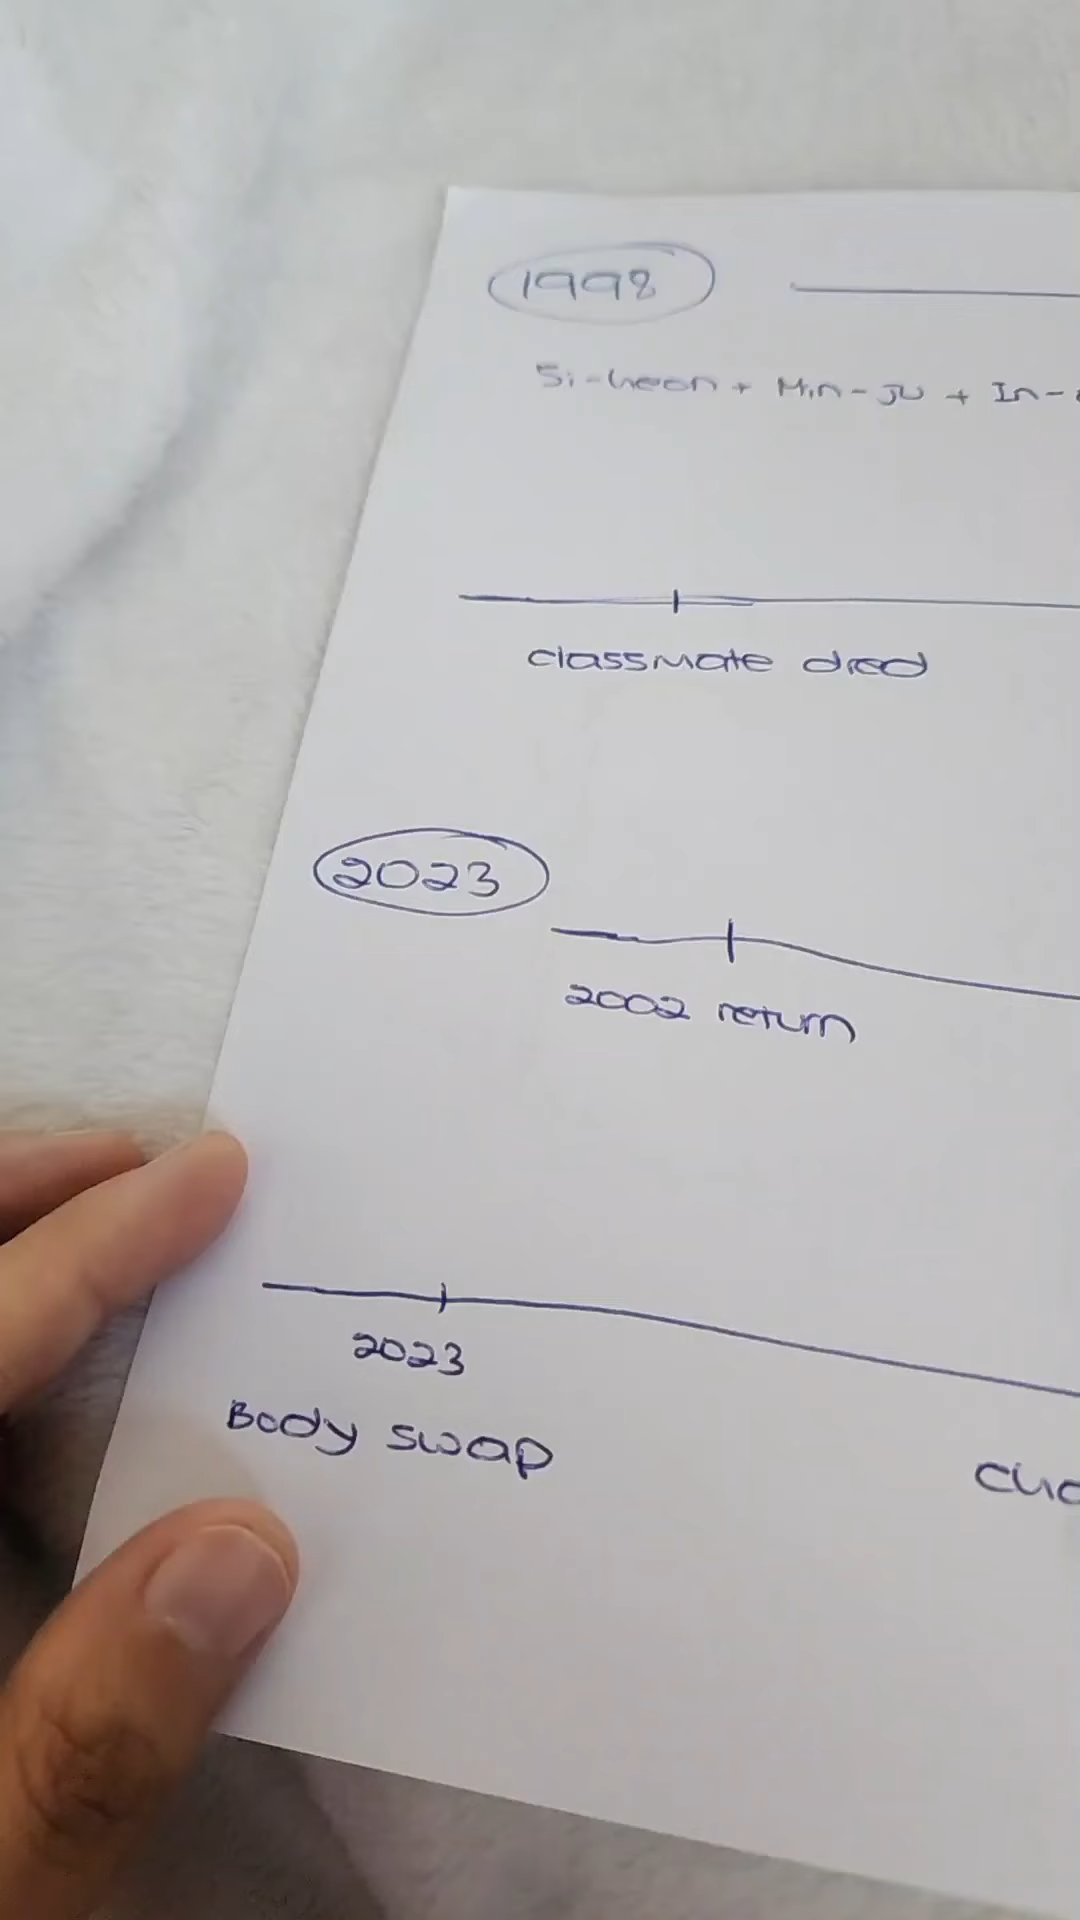 1998
Si-heon + Min-Ju + In-
classmate died
2023
2002 return
2023
Body swap